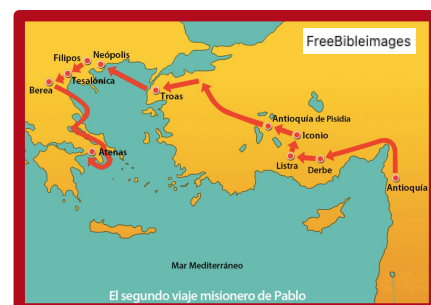 FreeBibleimages
Neópolis
Filipos
Tesalónica
Berea
Troas
Antioquía de Pisidia
Iconio
Atenas
Listra
Derbe
Antioquía
Mar Mediterráneo
El segundo viaje misionero de Pablo